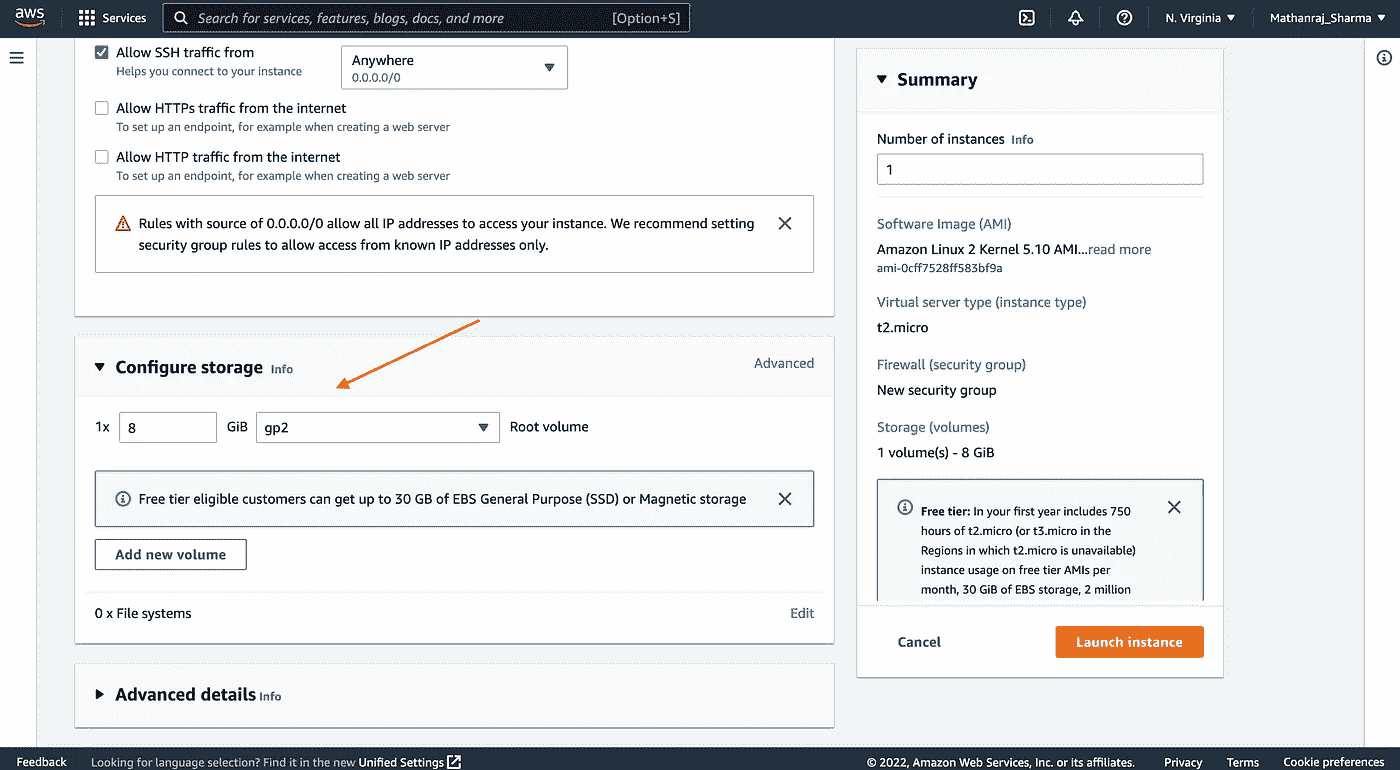 aws
Services
Search for services, features, blogs, docs, and more
[Option+S]
N. Virginia
Mathanraj_Sharma
Allow SSH traffic from
Helps you connect to your instance
Anywhere
0.0.0.0/0
Allow HTTPs traffic from the internet
To set up an endpoint, for example when creating a web server
Allow HTTP traffic from the internet
To set up an endpoint, for example when creating a web server
Rules with source of 0.0.0.0/0 allow all IP addresses to access your instance. We recommend setting
security group rules to allow access from known IP addresses only.
Configure storage Info
Advanced
1x
8
GiB
gp2
Root volume
Free tier eligible customers can get up to 30 GB of EBS General Purpose (SSD) or Magnetic storage
Add new volume
0 x File systems
Edit
Advanced details Info
Summary
Number of instances Info
1
Software Image (AMI)
Amazon Linux 2 Kernel 5.10 AMI...read more
ami-0cff7528ff583bf9a
Virtual server type (instance type)
t2.micro
Firewall (security group)
New security group
Storage (volumes)
1 volume(s) - 8 GiB
Free tier: In your first year includes 750
hours of t2.micro (or t3.micro in the
Regions in which t2.micro is unavailable)
instance usage on free tier AMIs per
month, 30 GiB of EBS storage, 2 million
Cancel
Launch instance
Feedback
Looking for language selection? Find it in the new Unified Settings
© 2022, Amazon Web Services, Inc. or its affiliates.
Privacy
Terms
Cookie preferences